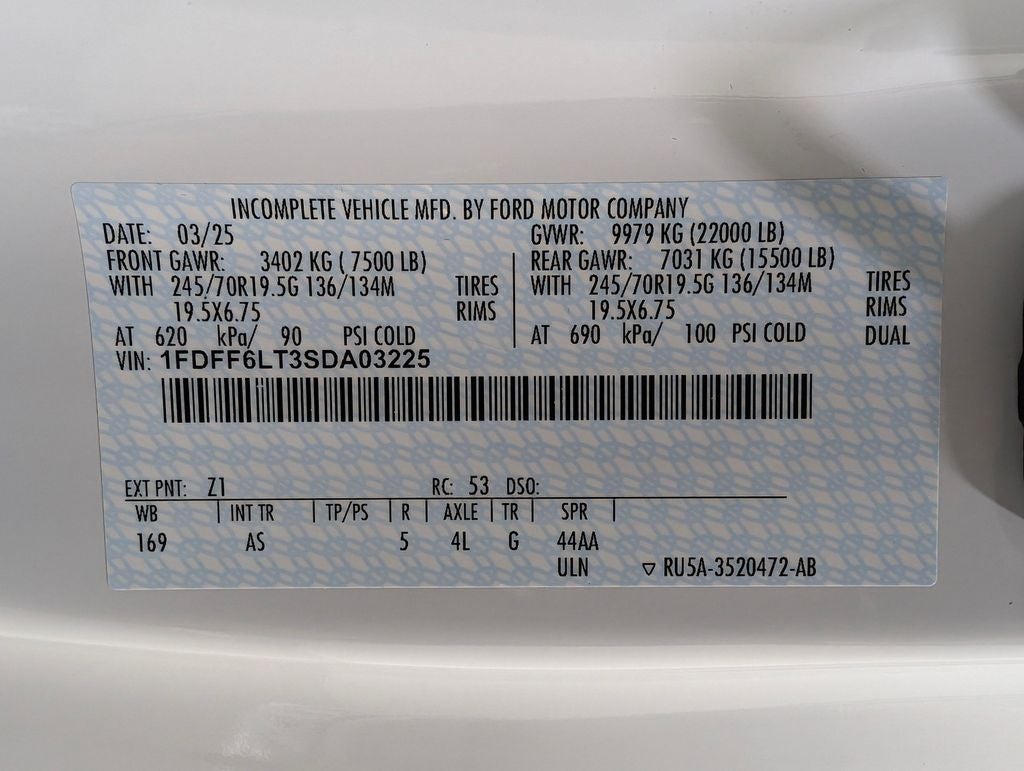 INCOMPLETE VEHICLE MFD. BY FORD MOTOR COMPANY
DATE: 03/25 GVWR: 9979 KG (22000 LB)
FRONT GAWR: 3402 KG ( 7500 LB) REAR GAWR: 7031 KG (15500 LB)
WITH 245/70R19.5G 136/134M TIRES WITH 245/70R19.5G 136/134M TIRES
19.5X6.75 RIMS 19.5X6.75 RIMS
AT 620 kPa/ 90 PSI COLD AT 690 kPa/ 100 PSI COLD DUAL
VIN: 1FDFF6LT3SDA03225
EXT PNT: Z1 RC: 53 DSO:
WB INT TR TP/PS R AXLE TR SPR
169 AS 5 4L G 44AA
ULN ▽ RU5A-3520472-AB